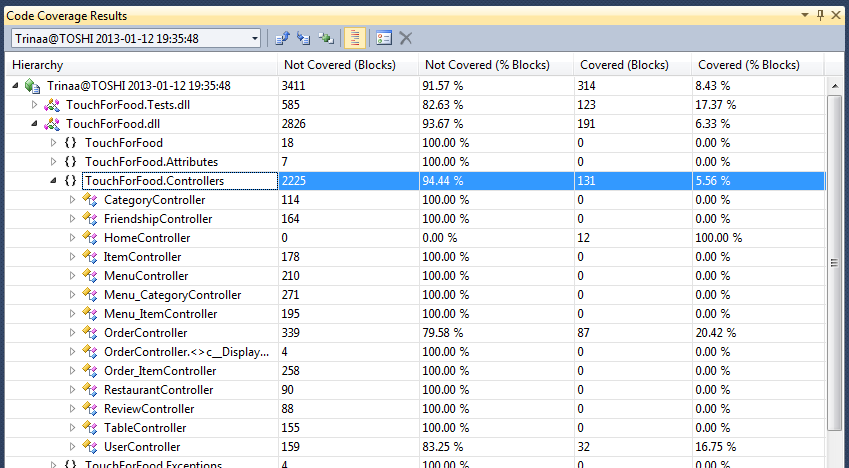 Code Coverage Results
Trinaa@TOSHI 2013-01-12 19:35:48
Hierarchy Not Covered (Blocks) Not Covered (% Blocks) Covered (Blocks) Covered (% Blocks)
Trinaa@TOSHI 2013-01-12 19:35:48 3411 91.57 % 314 8.43 %
TouchForFood.Tests.dll 585 82.63 % 123 17.37 %
TouchForFood.dll 2826 93.67 % 191 6.33 %
{} TouchForFood 18 100.00 % 0 0.00 %
{} TouchForFood.Attributes 7 100.00 % 0 0.00 %
{} TouchForFood.Controllers 2225 94.44 % 131 5.56 %
CategoryController 114 100.00 % 0 0.00 %
FriendshipController 164 100.00 % 0 0.00 %
HomeController 0 0.00 % 12 100.00 %
ItemController 178 100.00 % 0 0.00 %
MenuController 210 100.00 % 0 0.00 %
Menu_CategoryController 271 100.00 % 0 0.00 %
Menu_ItemController 195 100.00 % 0 0.00 %
OrderController 339 79.58 % 87 20.42 %
OrderController.<>c__Display... 4 100.00 % 0 0.00 %
Order_ItemController 258 100.00 % 0 0.00 %
RestaurantController 90 100.00 % 0 0.00 %
ReviewController 88 100.00 % 0 0.00 %
TableController 155 100.00 % 0 0.00 %
UserController 159 83.25 % 32 16.75 %
{} TouchForFood.Exceptions 4 100.00 % 0 0.00 %